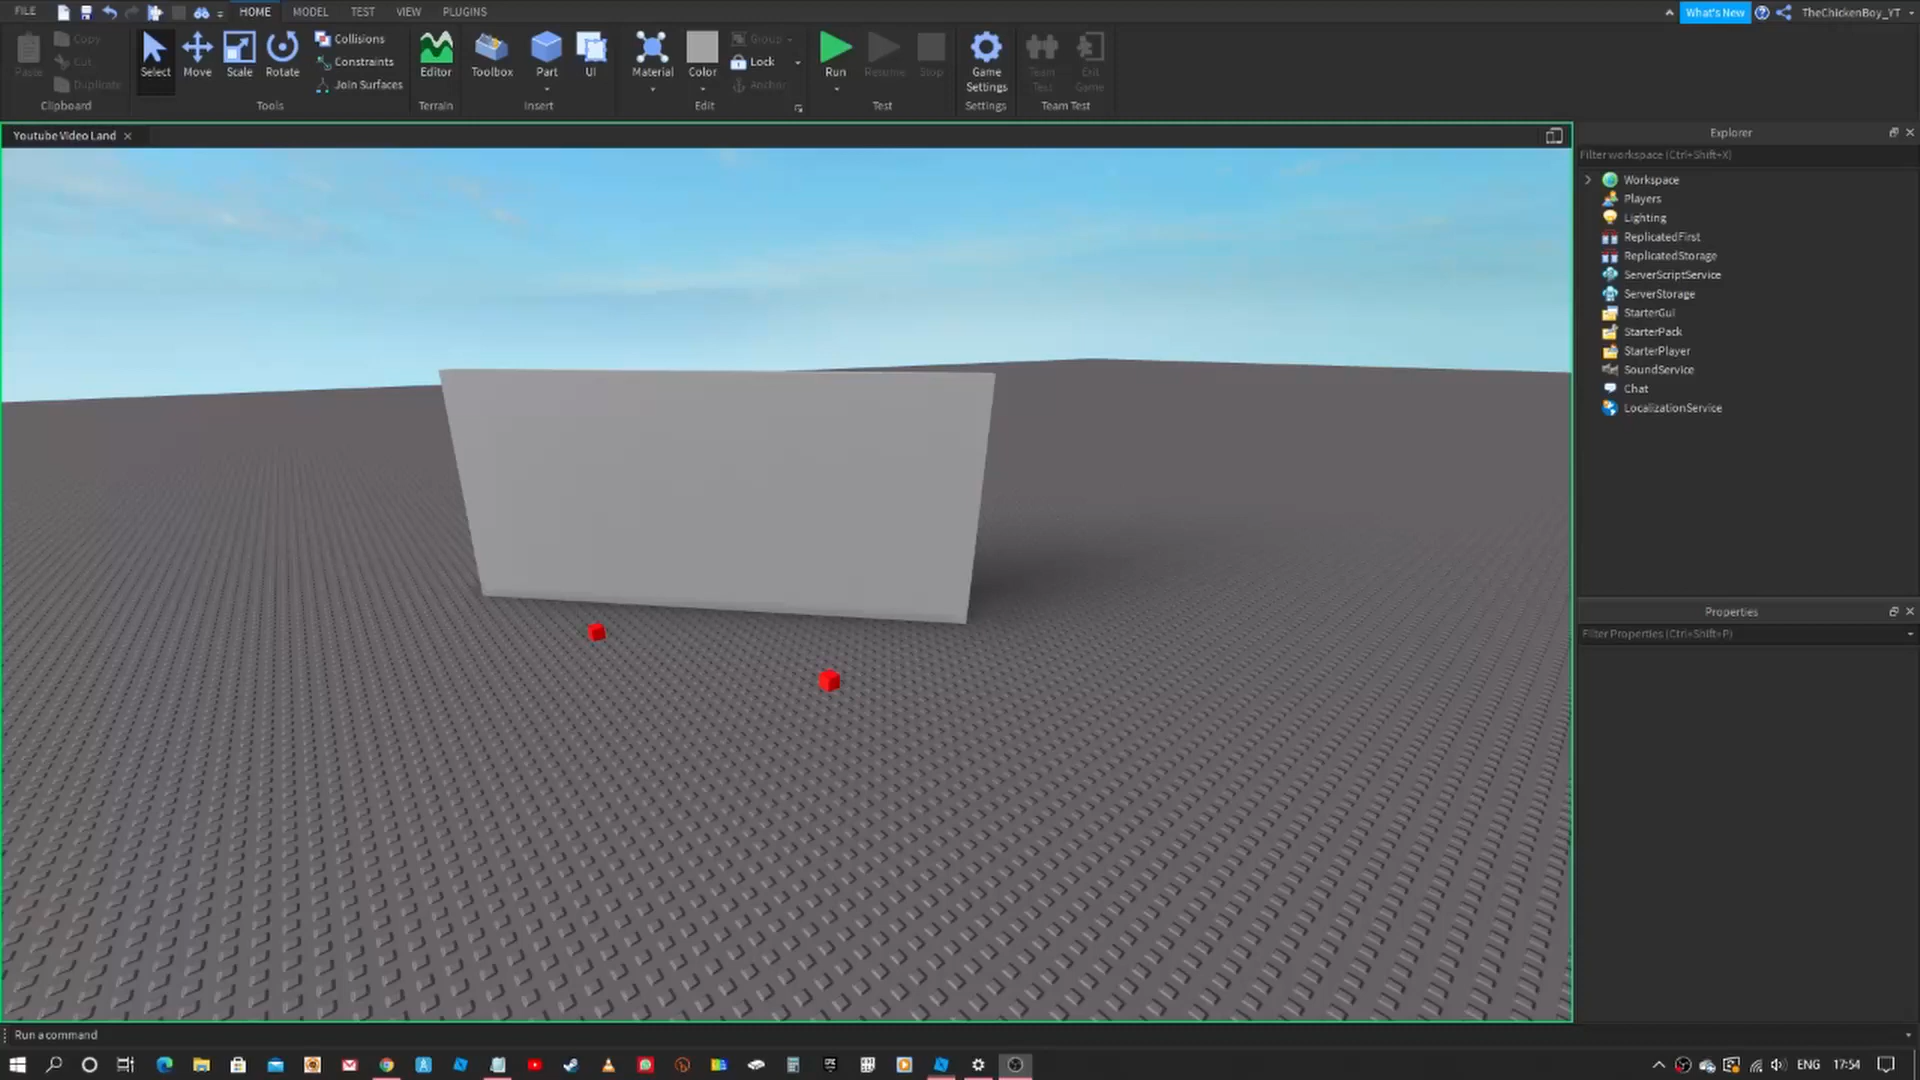 FILE HOME MODEL TEST VIEW PLUGINS What's New TheChickenBoy_YT
Paste Copy Cut Duplicate
Clipboard
Select Move Scale Rotate Collisions Constraints Join Surfaces
Tools
Editor
Terrain
Toolbox Part UI
Insert
Material Color Group Lock Anchor
Edit
Run Resume Stop
Test
Game Settings
Settings
Team Test Exit Game
Team Test
Youtube Video Land
Explorer
Filter workspace (Ctrl+Shift+X)
Workspace
Players
Lighting
ReplicatedFirst
ReplicatedStorage
ServerScriptService
ServerStorage
StarterGui
StarterPack
StarterPlayer
SoundService
Chat
LocalizationService
Properties
Filter Properties (Ctrl+Shift+P)
Run a command
ENG 17:54